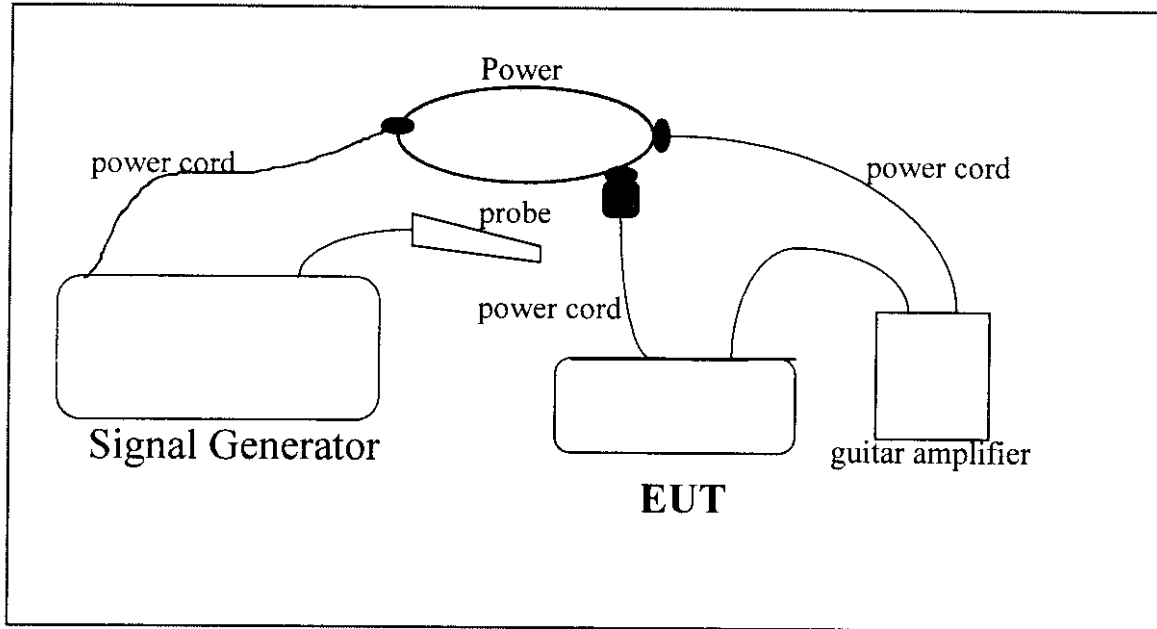 Power
power cord
power cord
probe
power cord
Signal Generator
guitar amplifier
EUT